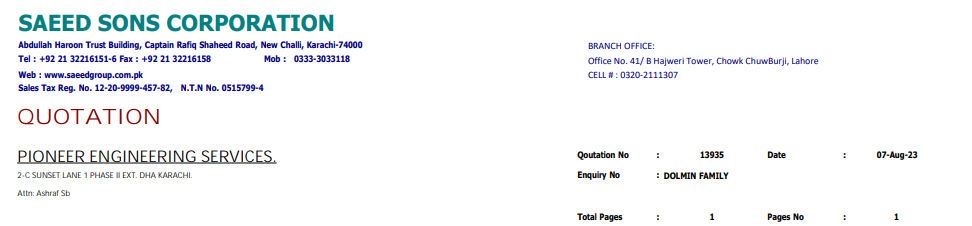 SAEED SONS CORPORATION
Abdullah Haroon Trust Building, Captain Rafiq Shaheed Road, New Challi, Karachi-74000
Tel : +92 21 32216151-6 Fax : +92 21 32216158 Mob : 0333-3033118
Web : www.saeedgroup.com.pk
Sales Tax Reg. No. 12-20-9999-457-82, N.T.N No. 0515799-4
BRANCH OFFICE:
Office No. 41/ B Hajweri Tower, Chowk ChuwBurji, Lahore
CELL # : 0320-2111307
QUOTATION
PIONEER ENGINEERING SERVICES.
2-C SUNSET LANE 1 PHASE II EXT. DHA KARACHI.
Attn: Ashraf Sb
Qoutation No : 13935 Date : 07-Aug-23
Enquiry No : DOLMIN FAMILY
Total Pages : 1 Pages No : 1